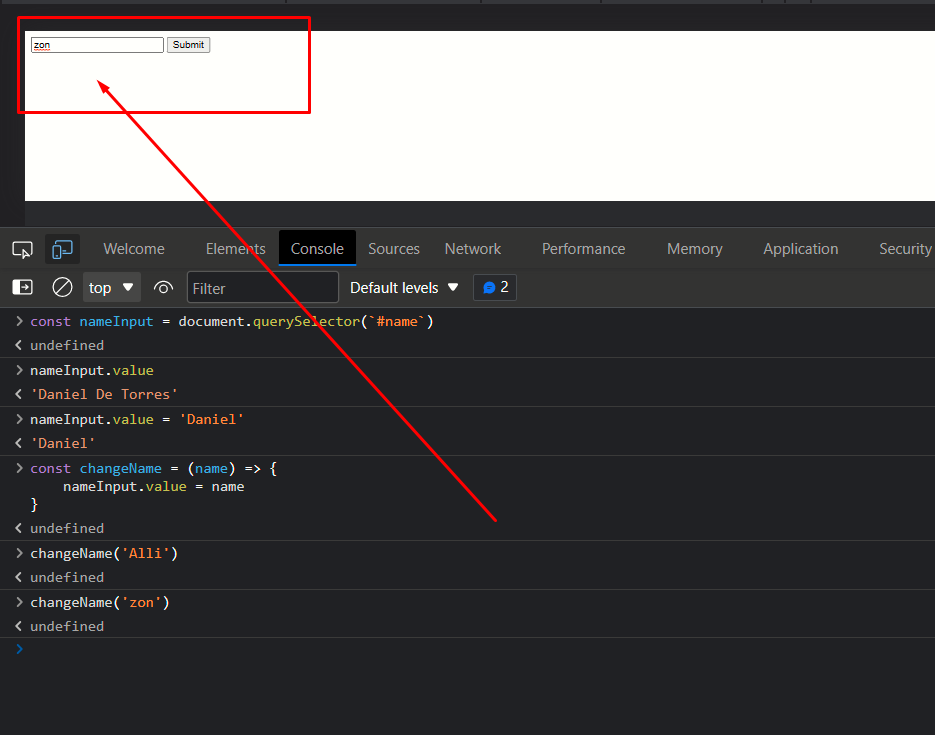 zon Submit
Welcome Elements Console Sources Network Performance Memory Application Security
top Filter Default levels 2
> const nameInput = document.querySelector(`#name`)
< undefined
> nameInput.value
< 'Daniel De Torres'
> nameInput.value = 'Daniel'
< 'Daniel'
> const changeName = (name) => {
nameInput.value = name
}
< undefined
> changeName('Alli')
< undefined
> changeName('zon')
< undefined
>